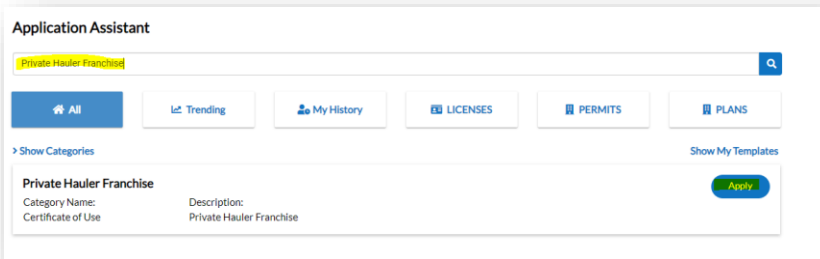 Application Assistant
Private Hauler Franchise
All Trending My History LICENSES PERMITS PLANS
Show Categories Show My Templates
Private Hauler Franchise Apply
Category Name: Description:
Certificate of Use Private Hauler Franchise